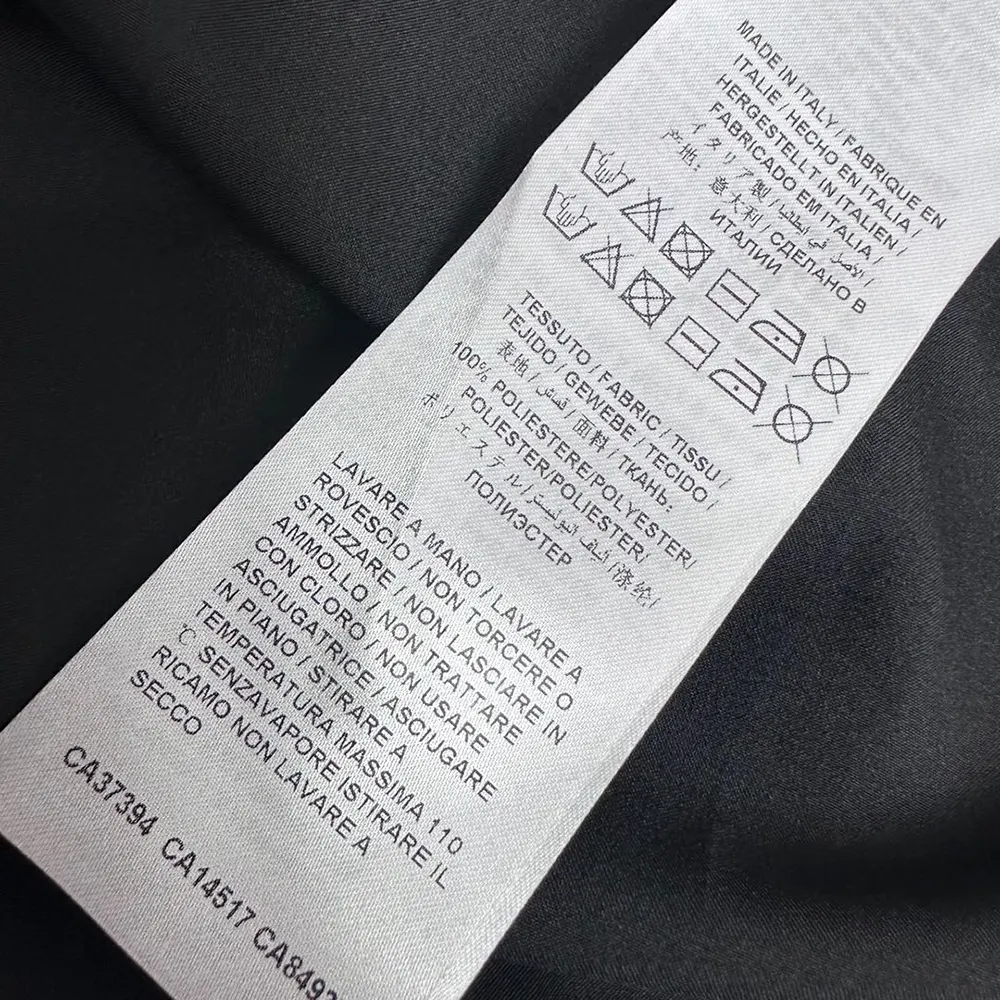 MADE IN ITALY / FABRIQUE EN
ITALIE / HECHO EN ITALIA /
HERGESTELLT IN ITALIEN /
FABRICADO EM ITALIA /
イタリア製 / الأصل في إيطاليا /
产地：意大利 / СДЕЛАНО В
ИТАЛИИ
TESSUTO / FABRIC / TISSU /
TEJIDO / GEWEBE / TECIDO /
表地 / قمش / 面料 / ТКАНЬ:
100% POLIESTERE/POLYESTER/
POLIESTER/POLIESTER/
ポリエステル/ أليف البوليستر /涤纶/
ПОЛИЭСТЕР
LAVARE A MANO / LAVARE A
ROVESCIO / NON TORCERE O
STRIZZARE / NON LASCIARE IN
AMMOLLO / NON TRATTARE
CON CLORO / NON USARE
ASCIUGATRICE / ASCIUGARE
IN PIANO / STIRARE A
TEMPERATURA MASSIMA 110
℃ SENZAVAPORE ISTIRARE IL
RICAMO NON LAVARE A
SECCO
CA37394 CA14517 CA8493